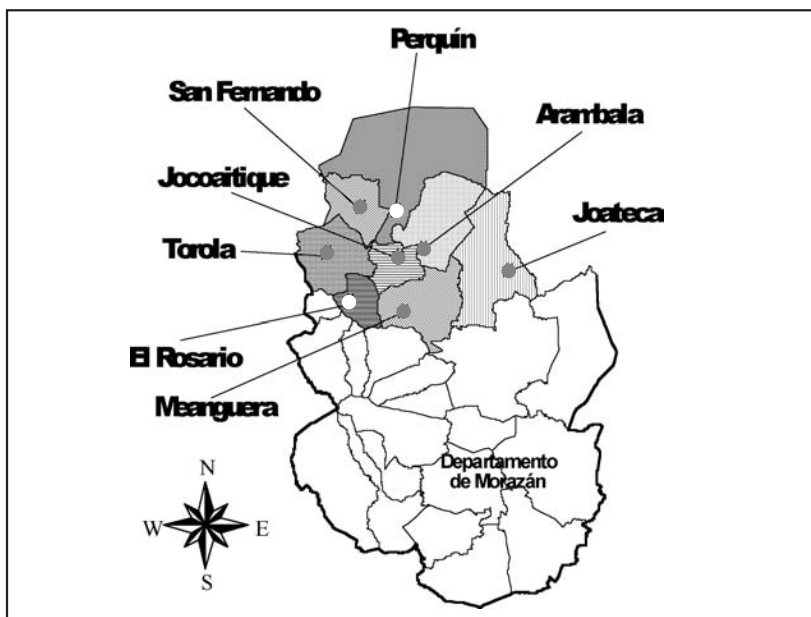 Perquín
San Fernando
Arambala
Jocoaitique
Joateca
Torola
El Rosario
Meanguera
Departamento
de Morazán
N
W E
S